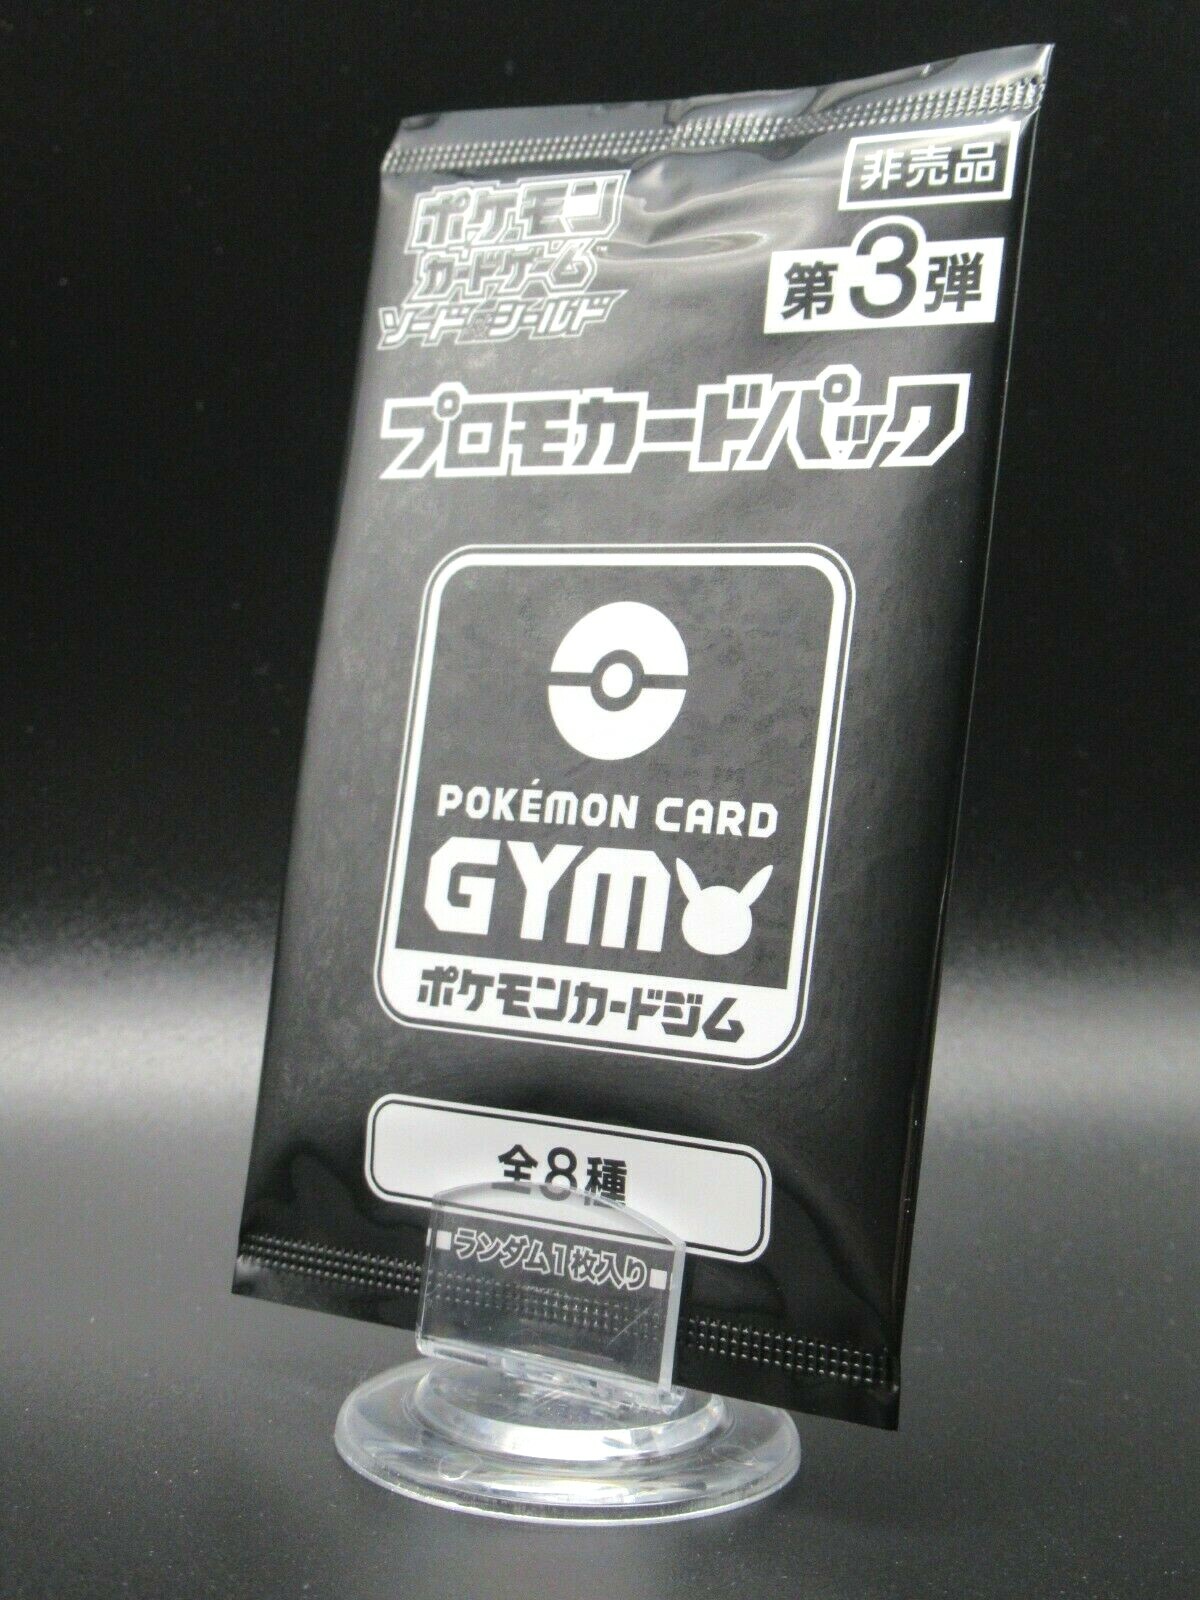 非売品
第3弾
ポケモン
カードゲーム™
ソード&シールド
プロモカードパック
POKÉMON CARD
GYM
ポケモンカードジム
全8種
ランダム1枚入り